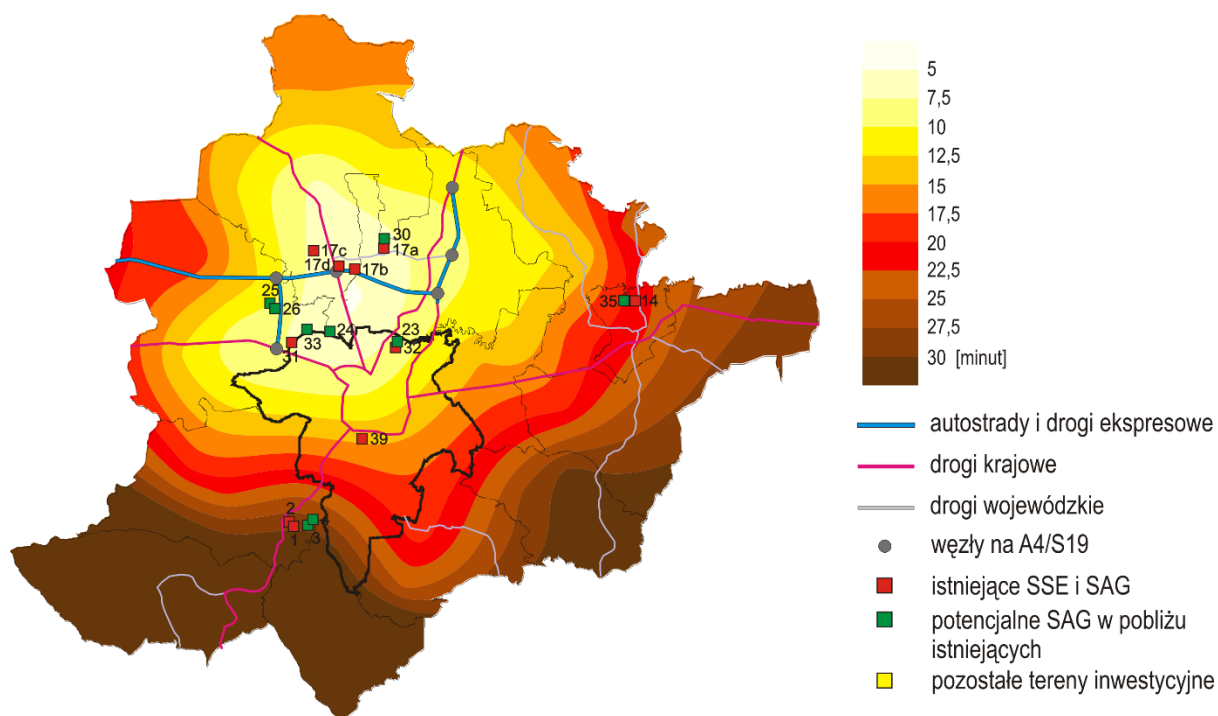 5
7,5
10
12,5
15
17,5
20
22,5
25
27,5
30 [minut]
autostrady i drogi ekspresowe
drogi krajowe
drogi wojewódzkie
węzły na A4/S19
istniejące SSE i SAG
potencjalne SAG w pobliżu
istniejących
pozostałe tereny inwestycyjne
30
17c
17a
17d
17b
25
26
35
14
24
23
33
32
31
39
2
1
3